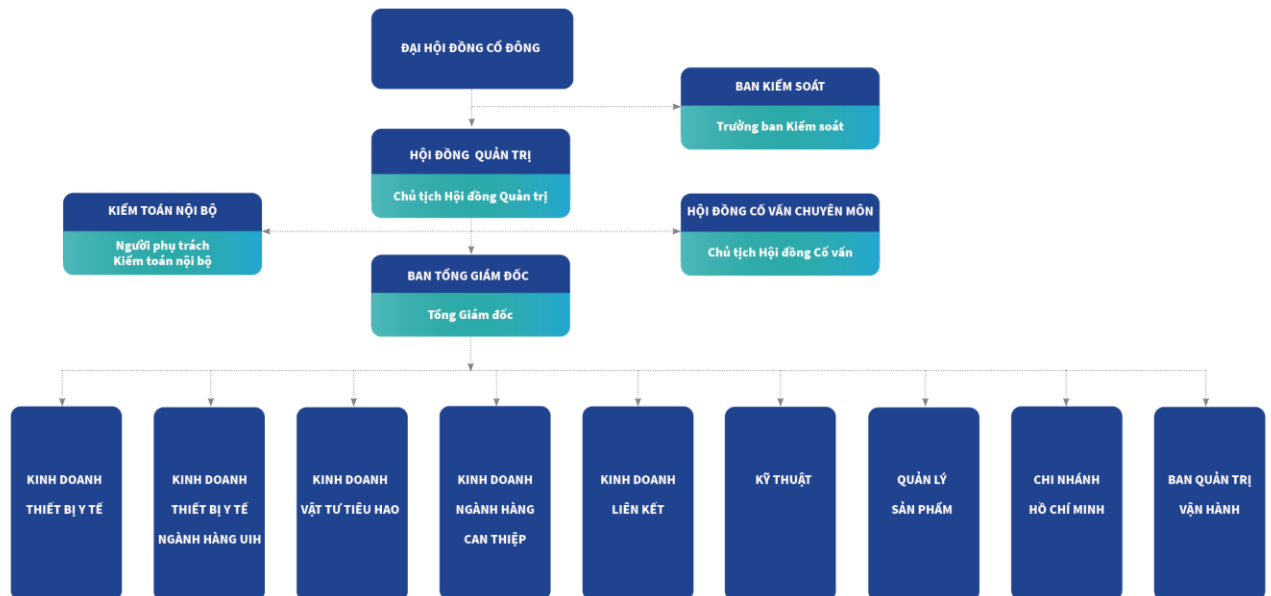 ĐẠI HỘI ĐỒNG CỔ ĐÔNG
BAN KIỂM SOÁT
Trưởng ban Kiểm soát
HỘI ĐỒNG QUẢN TRỊ
Chủ tịch Hội đồng Quản trị
KIỂM TOÁN NỘI BỘ
Người phụ trách
Kiểm toán nội bộ
HỘI ĐỒNG CỐ VẤN CHUYÊN MÔN
Chủ tịch Hội đồng Cố vấn
BAN TỔNG GIÁM ĐỐC
Tổng Giám đốc
KINH DOANH
THIẾT BỊ Y TẾ
KINH DOANH
THIẾT BỊ Y TẾ
NGÀNH HÀNG UIH
KINH DOANH
VẬT TƯ TIÊU HAO
KINH DOANH
NGÀNH HÀNG
CAN THIỆP
KINH DOANH
LIÊN KẾT
KỸ THUẬT
QUẢN LÝ
SẢN PHẨM
CHI NHÁNH
HỒ CHÍ MINH
BAN QUẢN TRỊ
VẬN HÀNH